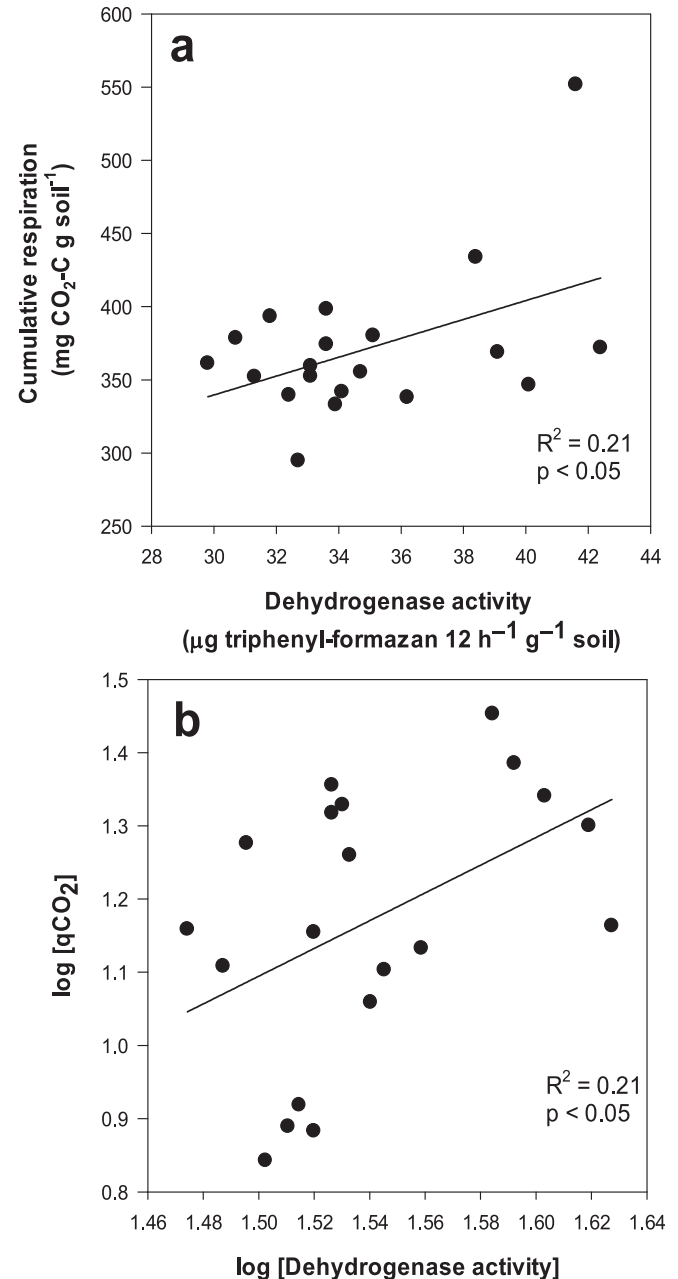 a
600
550
500
450
400
350
300
250
Cumulative respiration
(mg CO₂-C g soil⁻¹)
R² = 0.21
p < 0.05
28 30 32 34 36 38 40 42 44
Dehydrogenase activity
(µg triphenyl-formazan 12 h⁻¹ g⁻¹ soil)
b
1.5
1.4
1.3
1.2
1.1
1.0
0.9
0.8
log [qCO₂]
R² = 0.21
p < 0.05
1.46 1.48 1.50 1.52 1.54 1.56 1.58 1.60 1.62 1.64
log [Dehydrogenase activity]